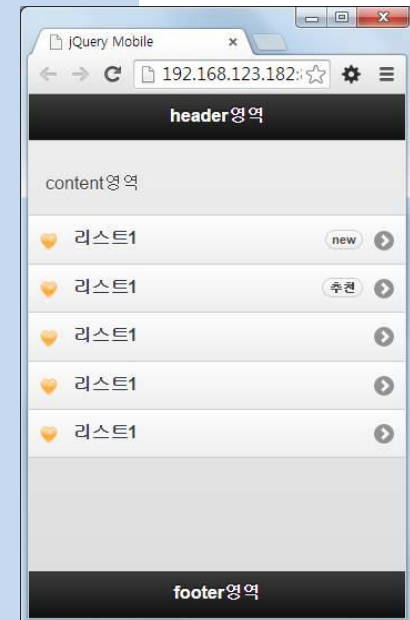 jQuery Mobile
192.168.123.182:
header영역
content영역
리스트1
new
리스트1
추천
리스트1
리스트1
리스트1
footer영역